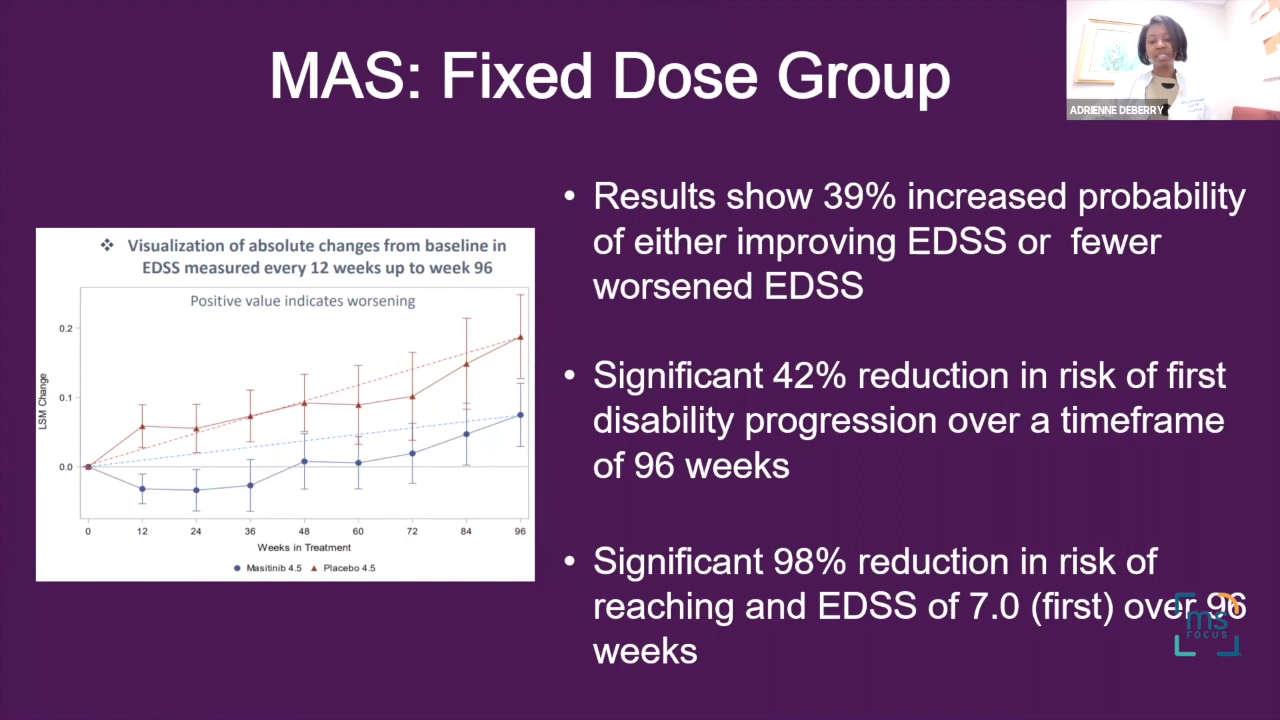 MAS: Fixed Dose Group
ADRIENNE DEBERRY
• Results show 39% increased probability
of either improving EDSS or fewer
worsened EDSS
• Significant 42% reduction in risk of first
disability progression over a timeframe
of 96 weeks
• Significant 98% reduction in risk of
reaching and EDSS of 7.0 (first) over 96
weeks
❖ Visualization of absolute changes from baseline in
EDSS measured every 12 weeks up to week 96
Positive value indicates worsening
LSM Change
0.2
0.1
0.0
0 12 24 36 48 60 72 84 96
Weeks in Treatment
Masitinib 4.5 Placebo 4.5
ms
FOCUS